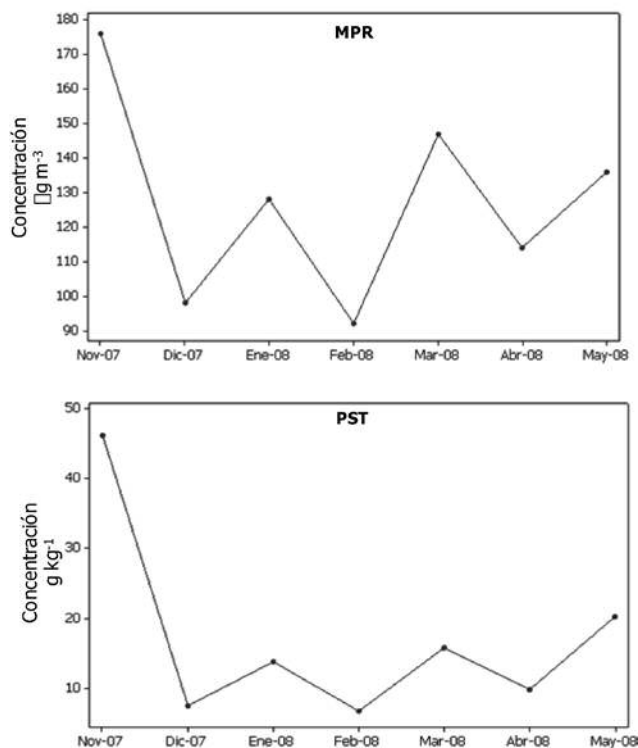 MPR
Concentración
□g m-3
180
170
160
150
140
130
120
110
100
90
Nov-07 Dic-07 Ene-08 Feb-08 Mar-08 Abr-08 May-08
PST
Concentración
g kg-1
50
40
30
20
10
Nov-07 Dic-07 Ene-08 Feb-08 Mar-08 Abr-08 May-08